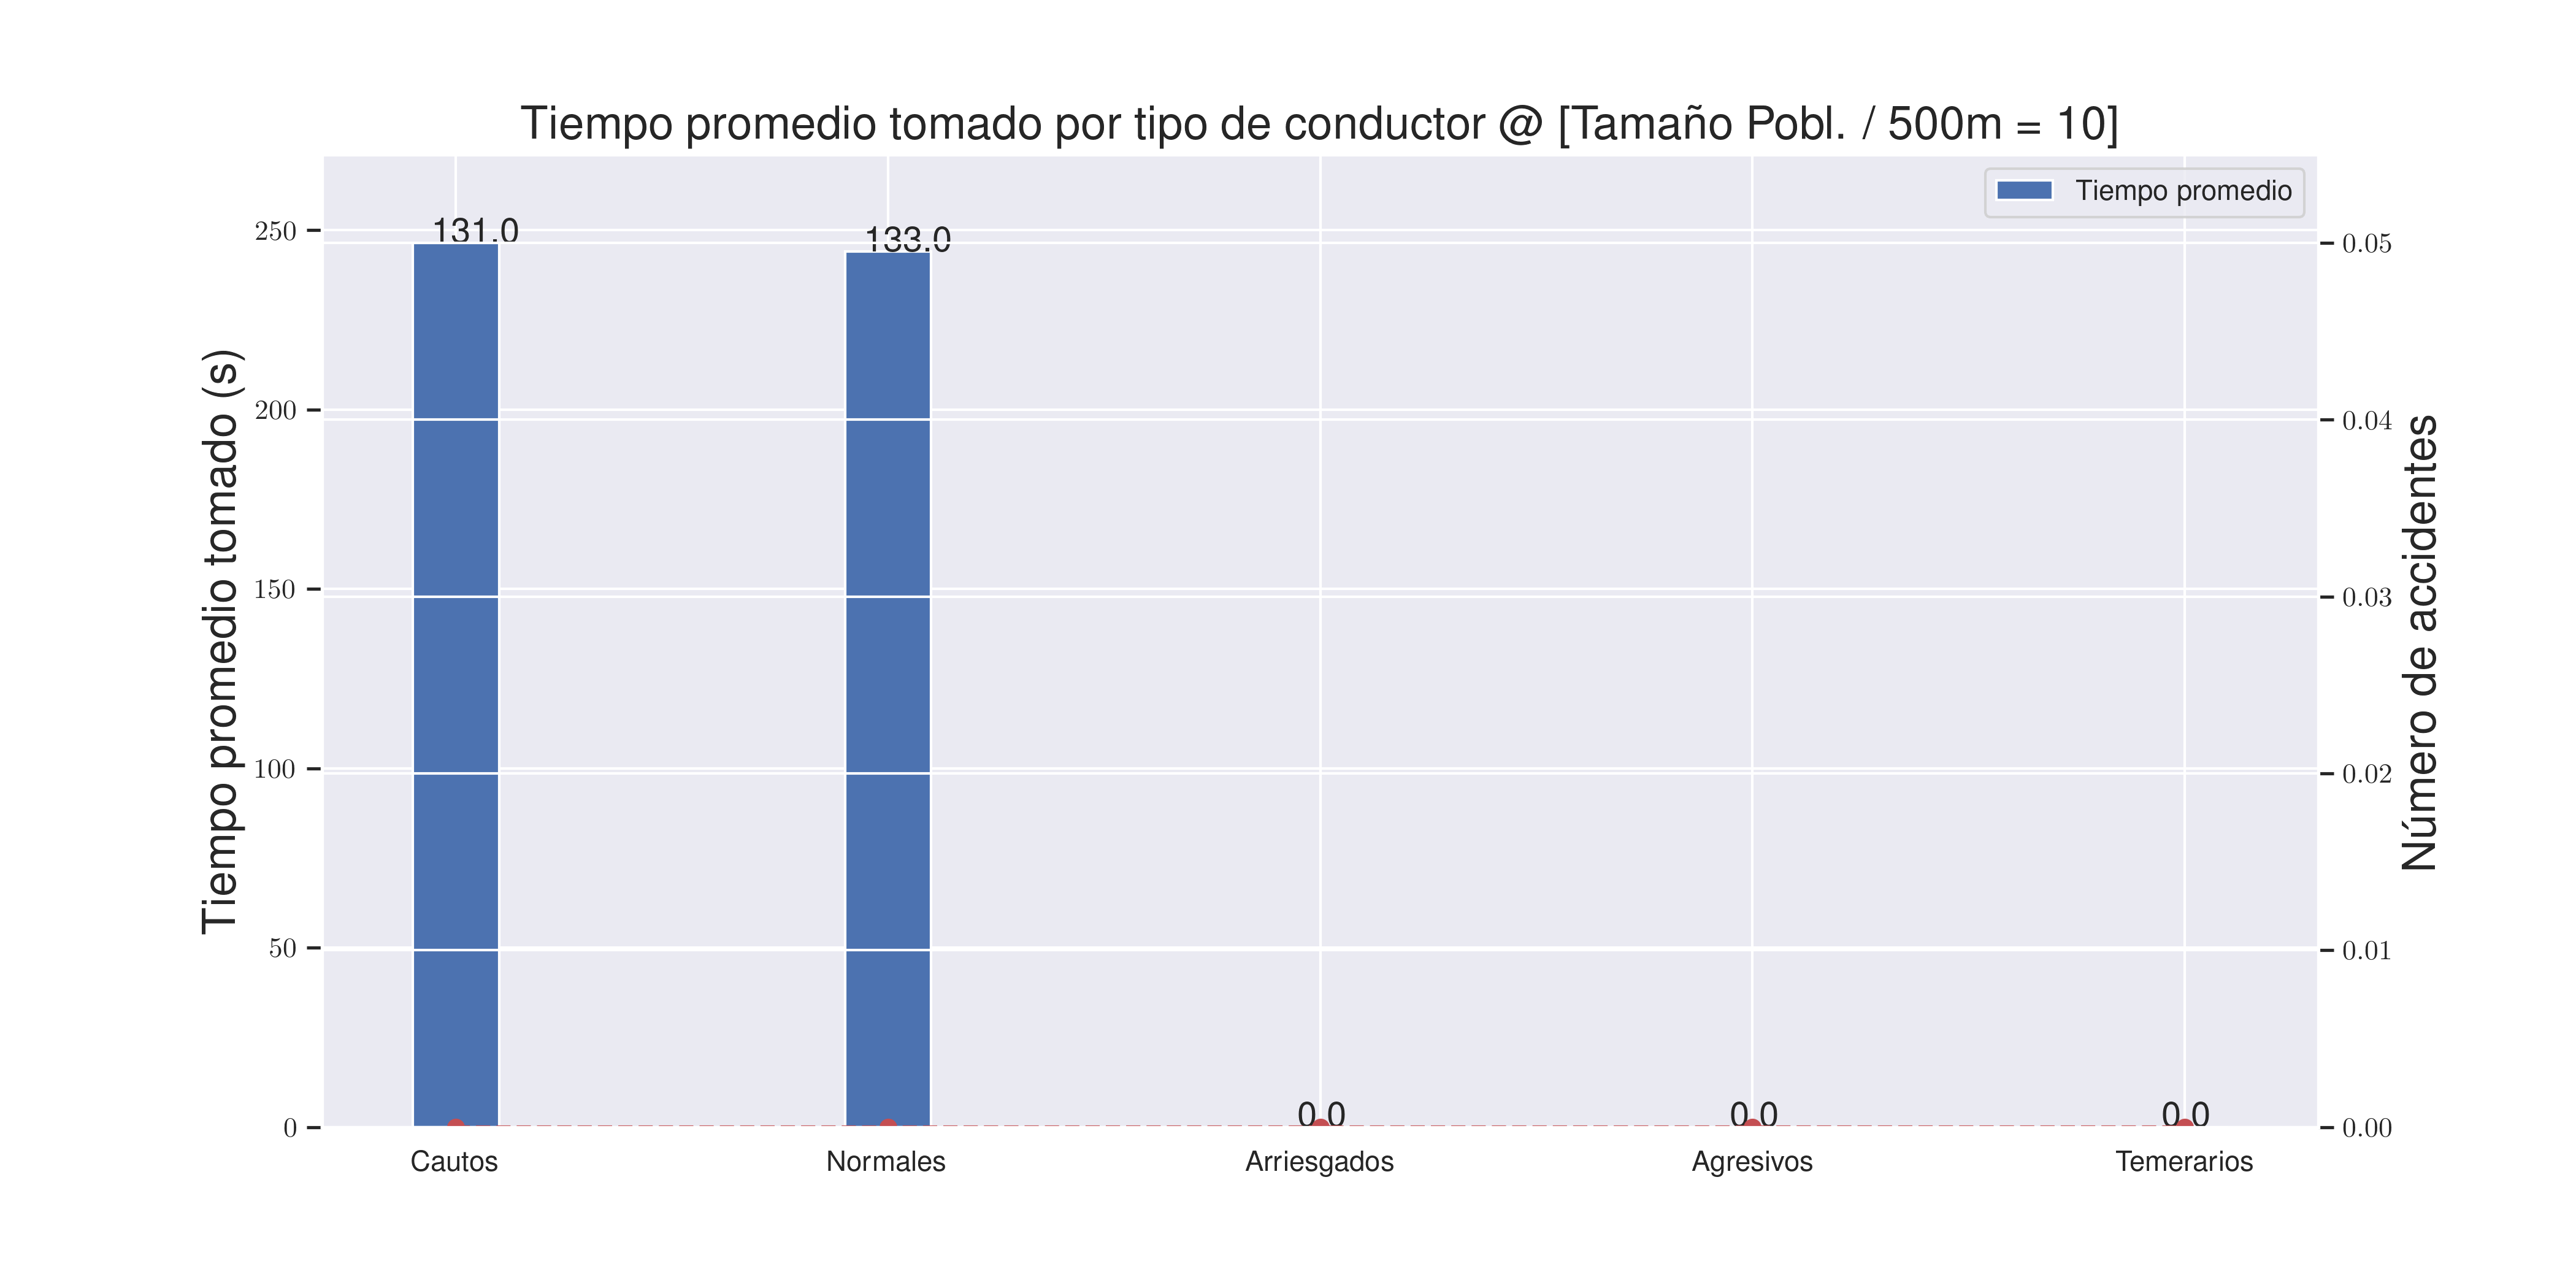 Tiempo promedio tomado por tipo de conductor @ [Tamaño Pobl. / 500m = 10]
Tiempo promedio
Tiempo promedio tomado (s)
250
200
150
100
50
0
131.0
133.0
0.0
0.0
0.0
0.05
0.04
0.03
0.02
0.01
0.00
Número de accidentes
Cautos
Normales
Arriesgados
Agresivos
Temerarios